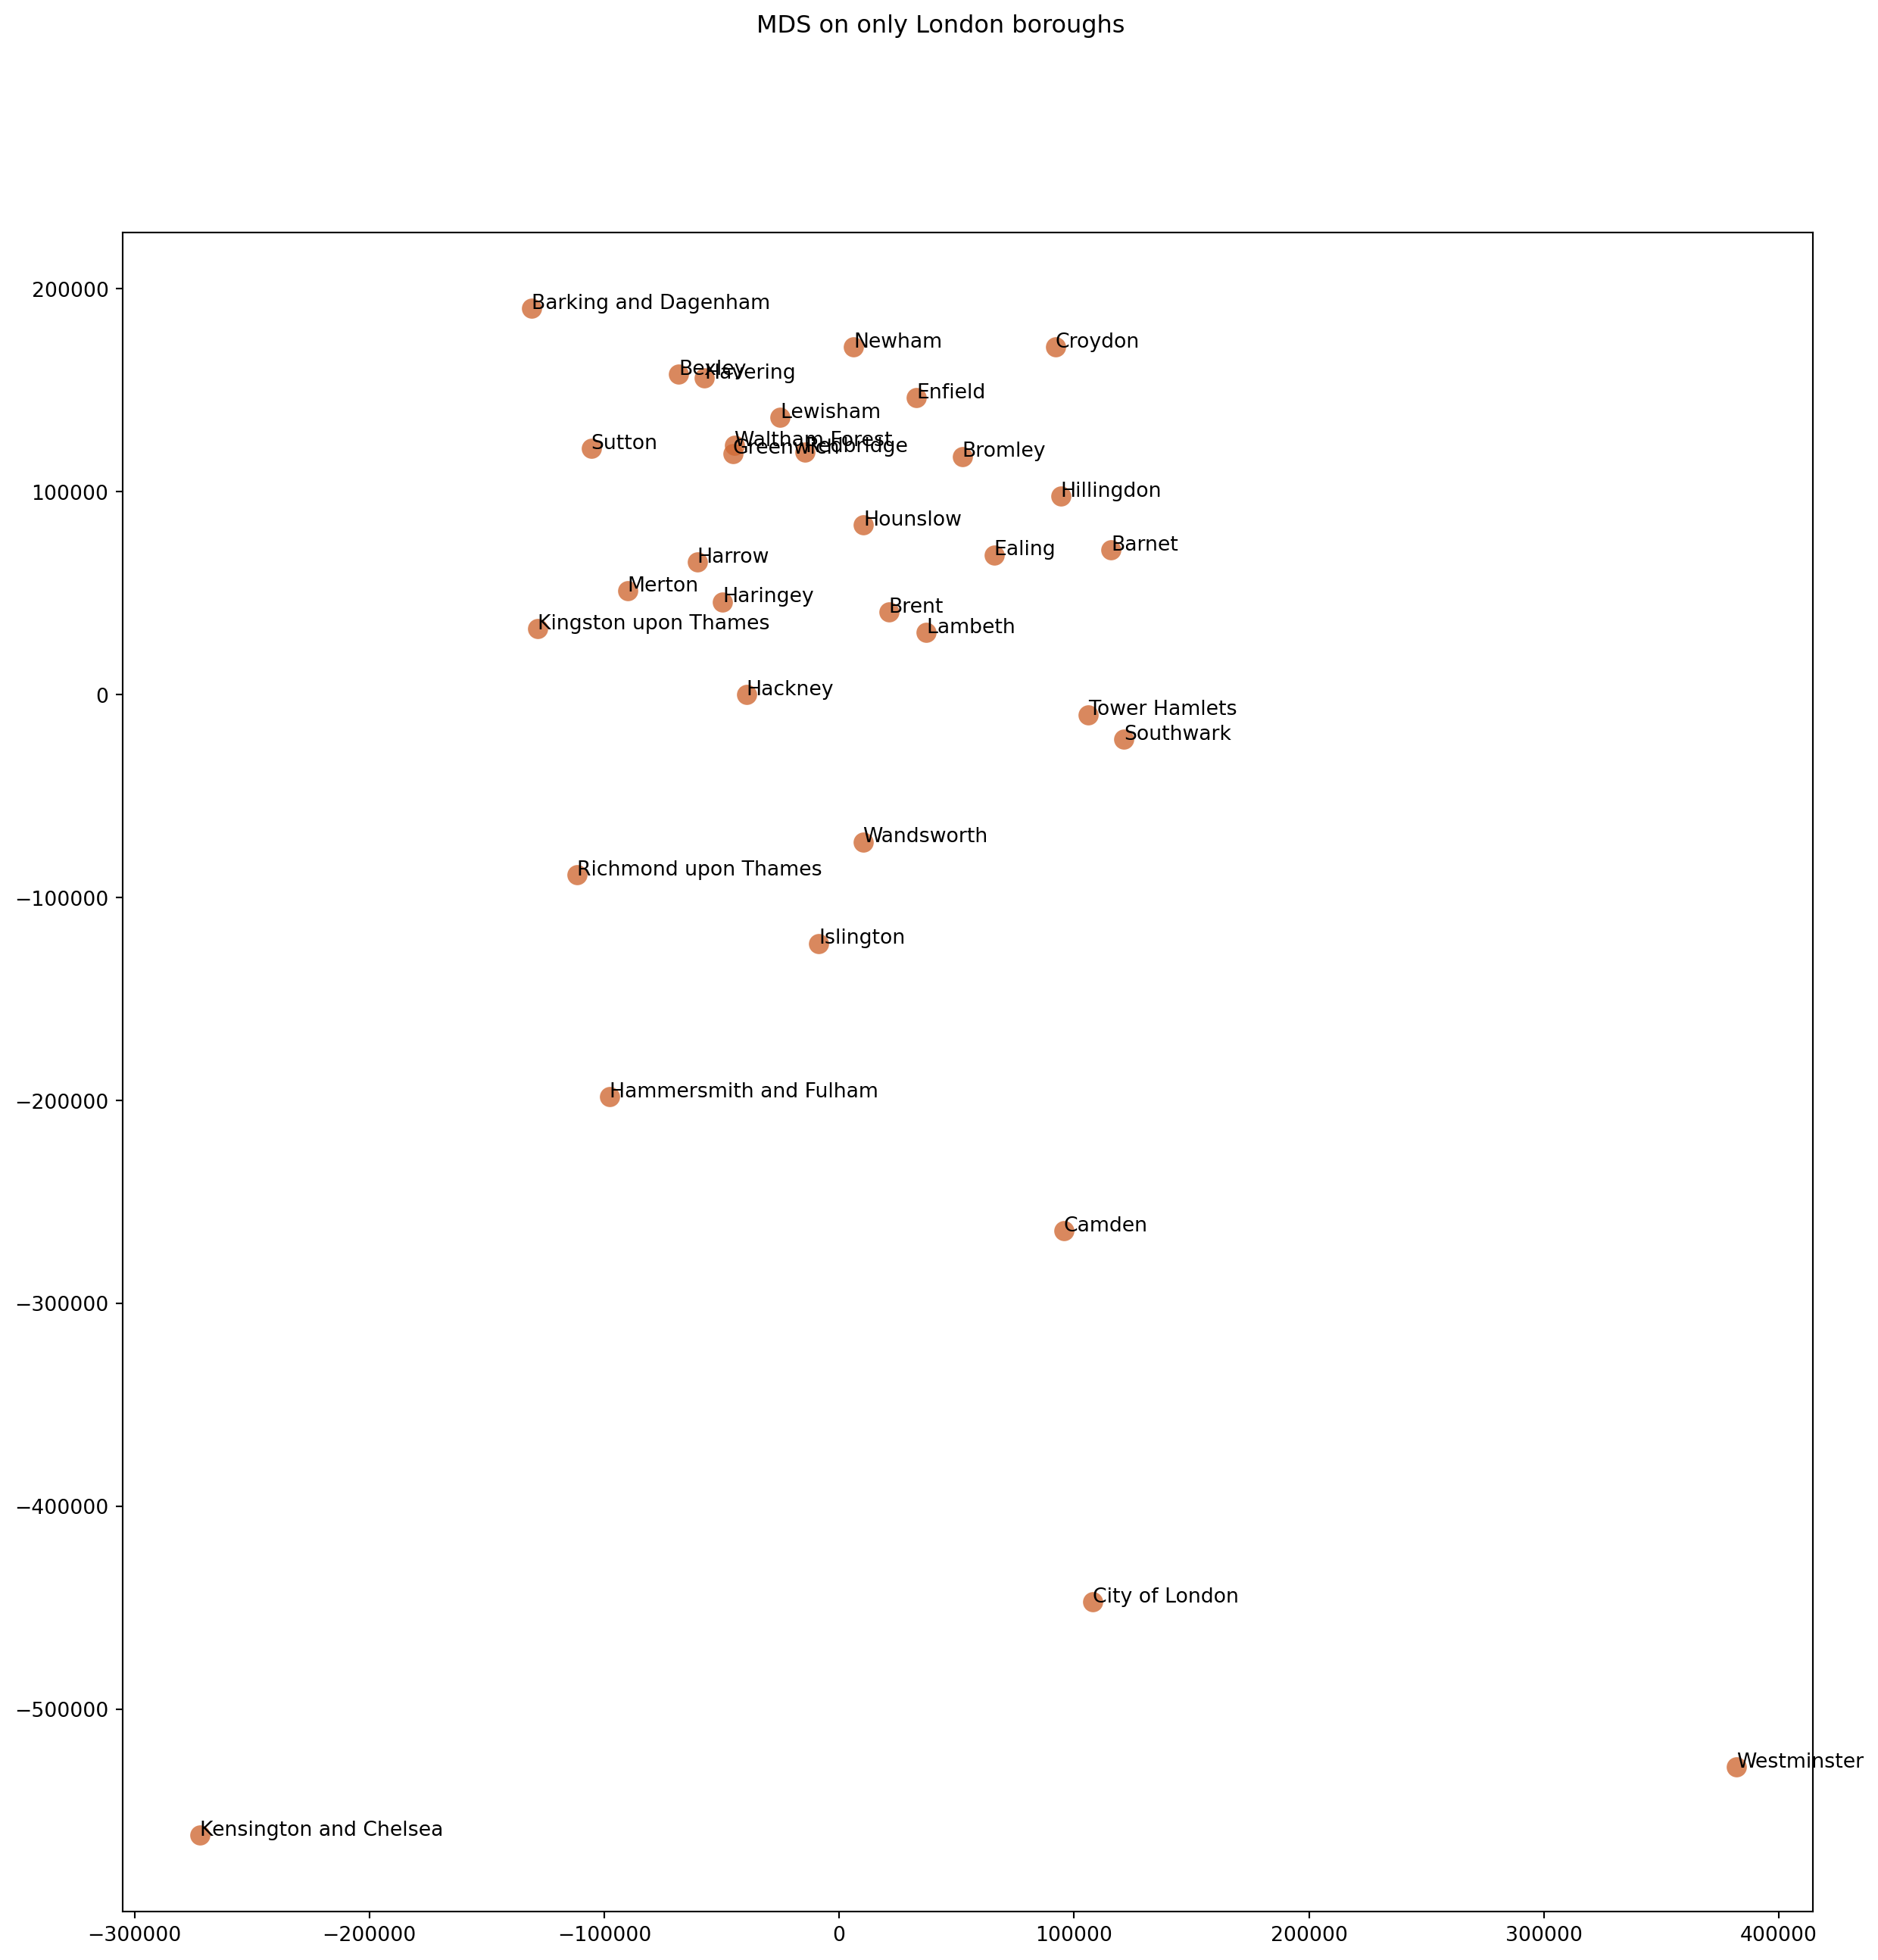 MDS on only London boroughs
200000
Barking and Dagenham
Newham
Croydon
Bexley
Havering
Enfield
Lewisham
Waltham Forest
Sutton
Greenwich
Redbridge
Bromley
100000
Hillingdon
Hounslow
Ealing
Barnet
Harrow
Merton
Haringey
Brent
Kingston upon Thames
Lambeth
0
Hackney
Tower Hamlets
Southwark
Wandsworth
Richmond upon Thames
−100000
Islington
−200000
Hammersmith and Fulham
Camden
−300000
−400000
City of London
−500000
Westminster
Kensington and Chelsea
−300000 −200000 −100000 0 100000 200000 300000 400000